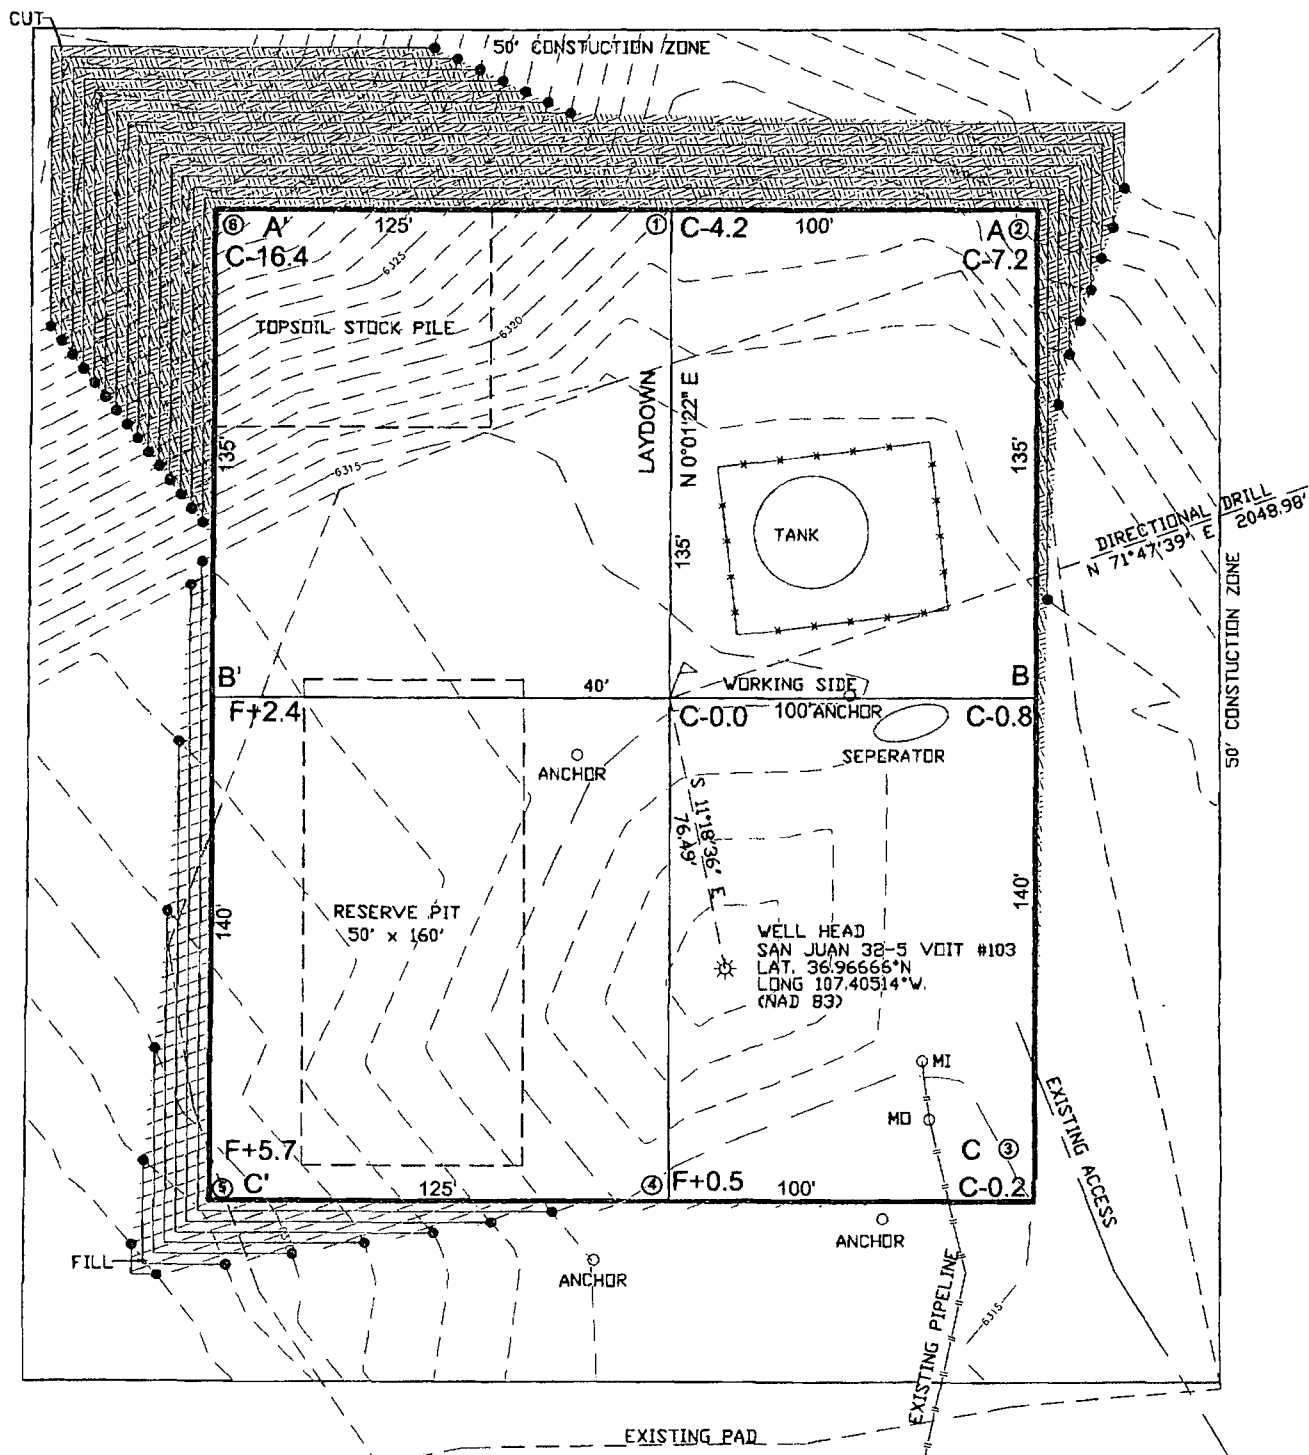 CUT
50' CONSTUCTION ZONE
⑥ A' 125' ① C-4.2 100' A ②
C-16.4 C-7.2
6325
TOPSOIL STOCK PILE
6320
LAYDOWN
N 0°01'22" E
135'
6315
135'
135'
TANK
DIRECTIONAL DRILL
N 71°47'39" E 2048.98'
50' CONSTUCTION ZONE
B' 40' WORKING SIDE B
F+2.4 C-0.0 100' ANCHOR C-0.8
SEPERATOR
ANCHOR
S 11°18'36" E
76.49'
140'
140'
RESERVE PIT
50' x 160'
WELL HEAD
SAN JUAN 32-5 VOIT #103
LAT. 36.96666°N
LONG 107.40514°W.
(NAD 83)
MI
MO
EXISTING ACCESS
F+5.7 C ③
⑤ C' 125' ④ F+0.5 100' C-0.2
ANCHOR
FILL
ANCHOR
6315
EXISTING PIPELINE
EXISTING PAD